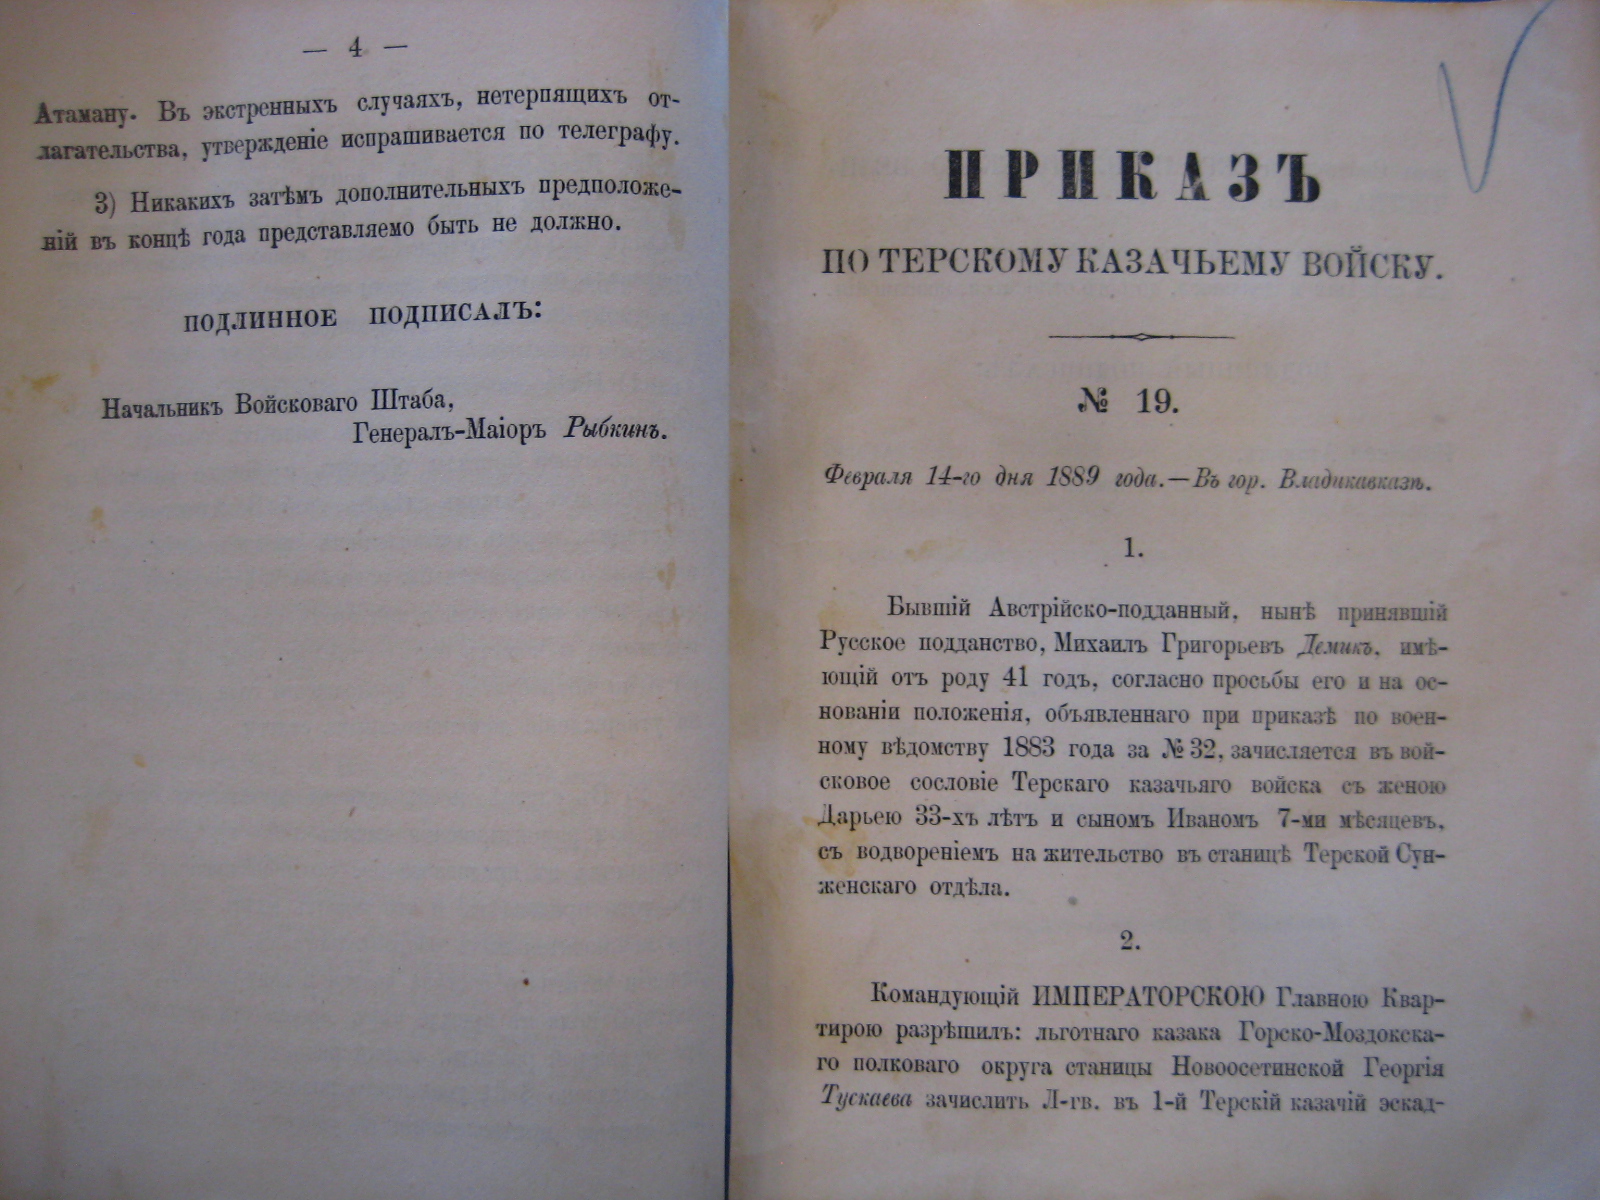 — 4 —
Атаману. Въ экстренныхъ случаяхъ, нетерпящихъ от-
лагательства, утвержденіе испрашивается по телеграфу.
3) Никакихъ затѣмъ дополнительныхъ предположе-
ній въ концѣ года представляемо быть не должно.
ПОДЛИННОЕ ПОДПИСАЛЪ:
Начальникъ Войсковаго Штаба,
Генералъ-Маіоръ Рыбкинъ.
ПРИКАЗЪ
ПО ТЕРСКОМУ КАЗАЧЬЕМУ ВОЙСКУ.
№ 19.
Февраля 14-го дня 1889 года.—Въ гор. Владикавказѣ.
1.
Бывшій Австрійско-подданный, нынѣ принявшій
Русское подданство, Михаилъ Григорьевъ Демикъ, имѣ-
ющій отъ роду 41 годъ, согласно просьбы его и на ос-
нованіи положенія, объявленнаго при приказѣ по воен-
ному вѣдомству 1883 года за № 32, зачисляется въ вой-
сковое сословіе Терскаго казачьяго войска съ женою
Дарьею 33-хъ лѣтъ и сыномъ Иваномъ 7-ми мѣсяцевъ,
съ водвореніемъ на жительство въ станицѣ Терской Сун-
женскаго отдѣла.
2.
Командующій ИМПЕРАТОРСКОЮ Главною Квар-
тирою разрѣшилъ: льготнаго казака Горско-Моздокска-
го полковаго округа станицы Новоосетинской Георгія
Тускаева зачислить Л-гв. въ 1-й Терскій казачій эскад-